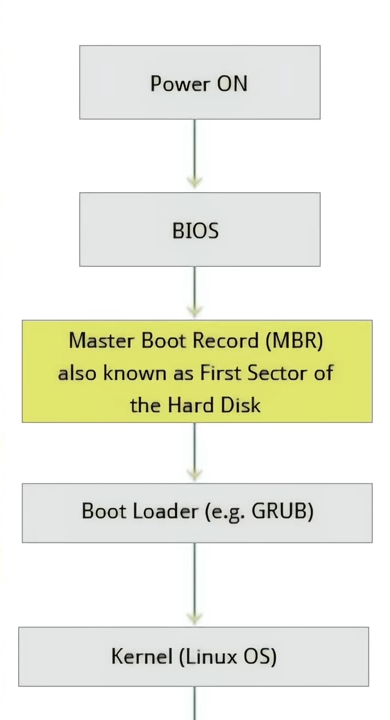 Power ON
BIOS
Master Boot Record (MBR)
also known as First Sector of
the Hard Disk
Boot Loader (e.g. GRUB)
Kernel (Linux OS)